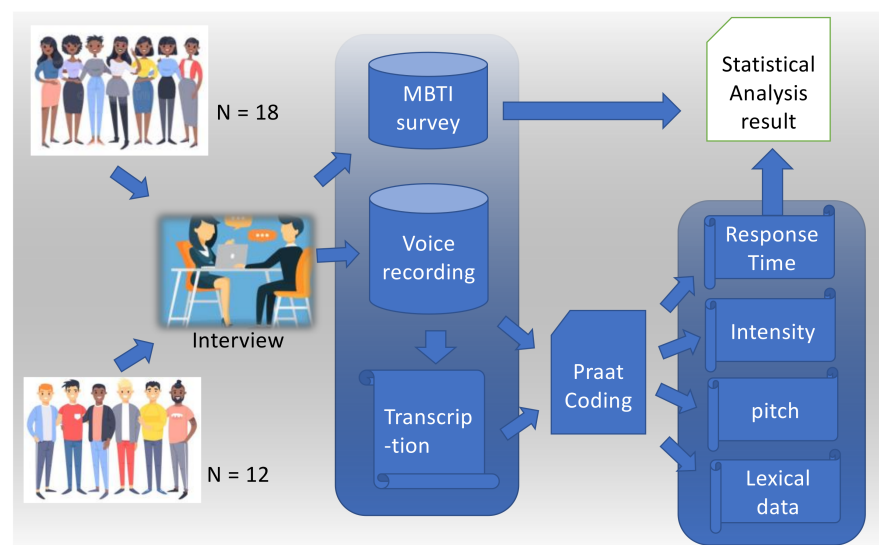 N = 18
Interview
N = 12
MBTI
survey
Voice
recording
Transcrip
-tion
Praat
Coding
Statistical
Analysis
result
Response
Time
Intensity
pitch
Lexical
data